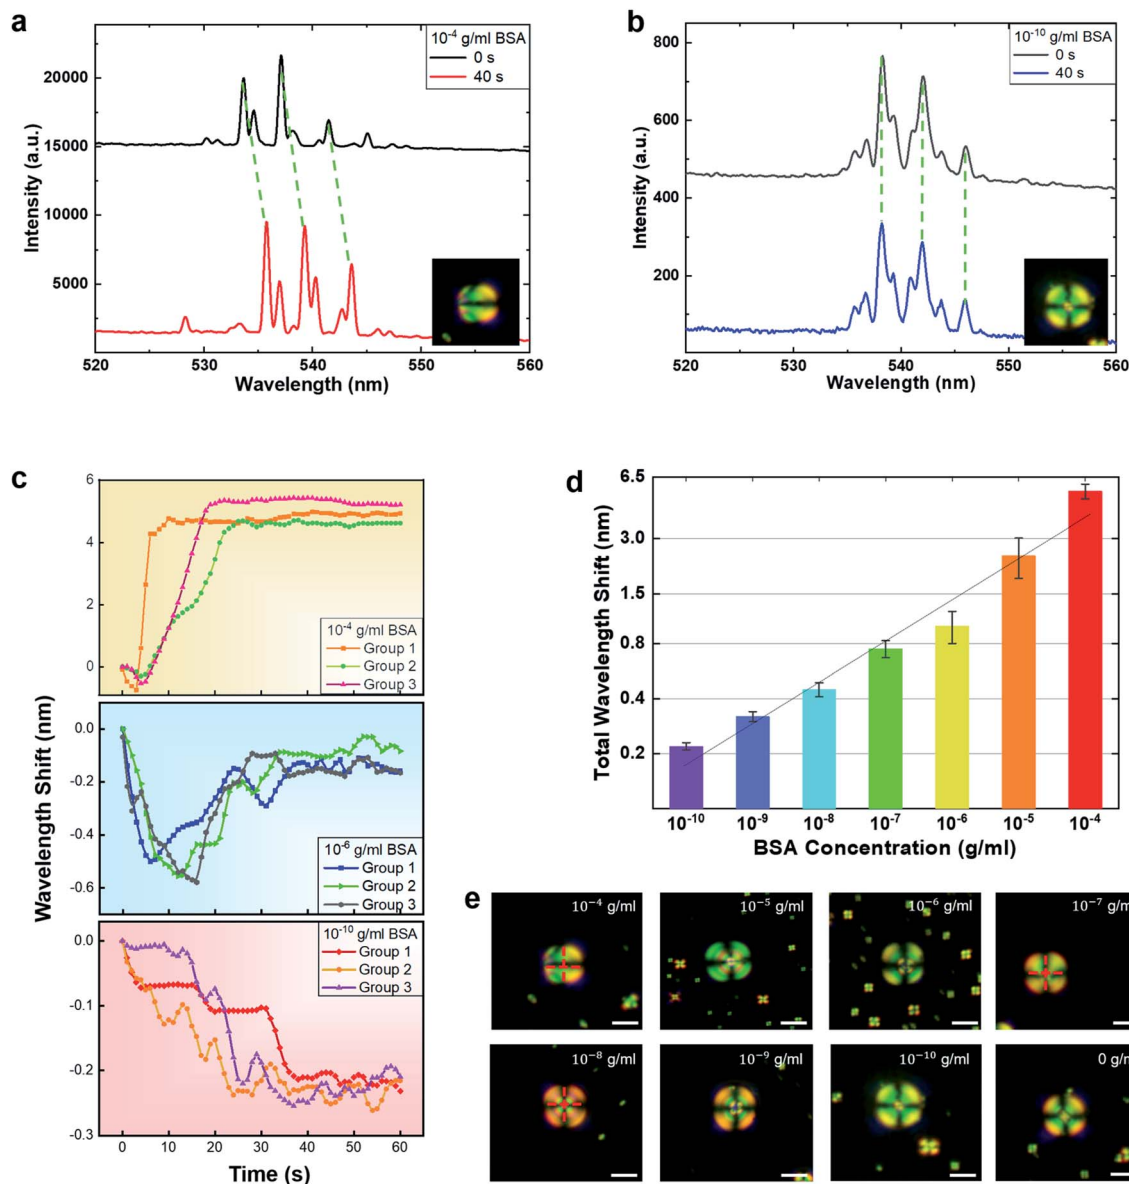 a
10⁻⁴ g/ml BSA
0 s
40 s
20000
15000
10000
5000
Intensity (a.u.)
520 530 540 550 560
Wavelength (nm)
b
10⁻¹⁰ g/ml BSA
0 s
40 s
800
600
400
200
Intensity (a.u.)
520 530 540 550 560
Wavelength (nm)
c
6
4
2
0
10⁻⁴ g/ml BSA
Group 1
Group 2
Group 3
0.0
-0.2
-0.4
-0.6
10⁻⁶ g/ml BSA
Group 1
Group 2
Group 3
0.0
-0.1
-0.2
-0.3
10⁻¹⁰ g/ml BSA
Group 1
Group 2
Group 3
Wavelength Shift (nm)
0 10 20 30 40 50 60
Time (s)
d
6.5
3.0
1.5
0.8
0.4
0.2
Total Wavelength Shift (nm)
10⁻¹⁰ 10⁻⁹ 10⁻⁸ 10⁻⁷ 10⁻⁶ 10⁻⁵ 10⁻⁴
BSA Concentration (g/ml)
e
10⁻⁴ g/ml
10⁻⁵ g/ml
10⁻⁶ g/ml
10⁻⁷ g/ml
10⁻⁸ g/ml
10⁻⁹ g/ml
10⁻¹⁰ g/ml
0 g/m